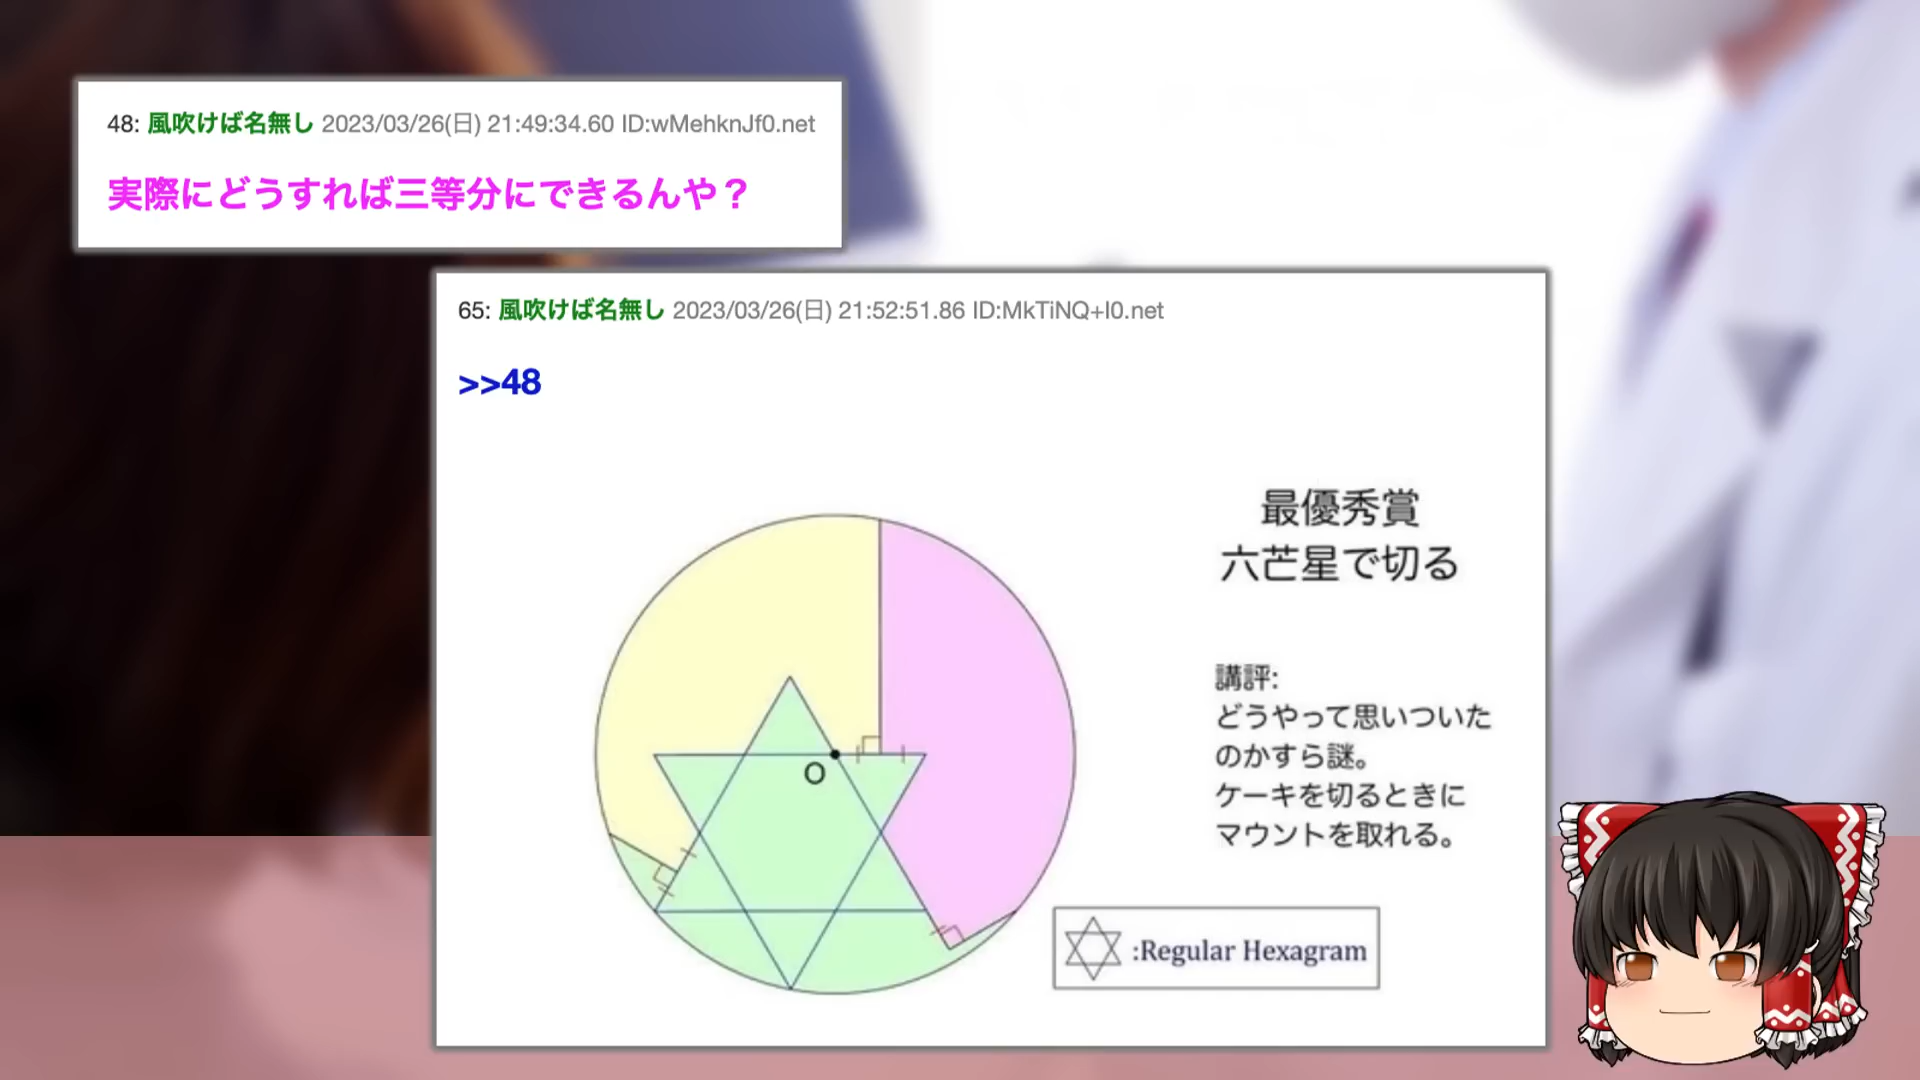 48: 風吹けば名無し 2023/03/26(日) 21:49:34.60 ID:wMehknJf0.net
実際にどうすれば三等分にできるんや？
65: 風吹けば名無し 2023/03/26(日) 21:52:51.86 ID:MkTiNQ+I0.net
>>48
最優秀賞
六芒星で切る
O
講評:
どうやって思いついた
のかすら謎。
ケーキを切るときに
マウントを取れる。
:Regular Hexagram